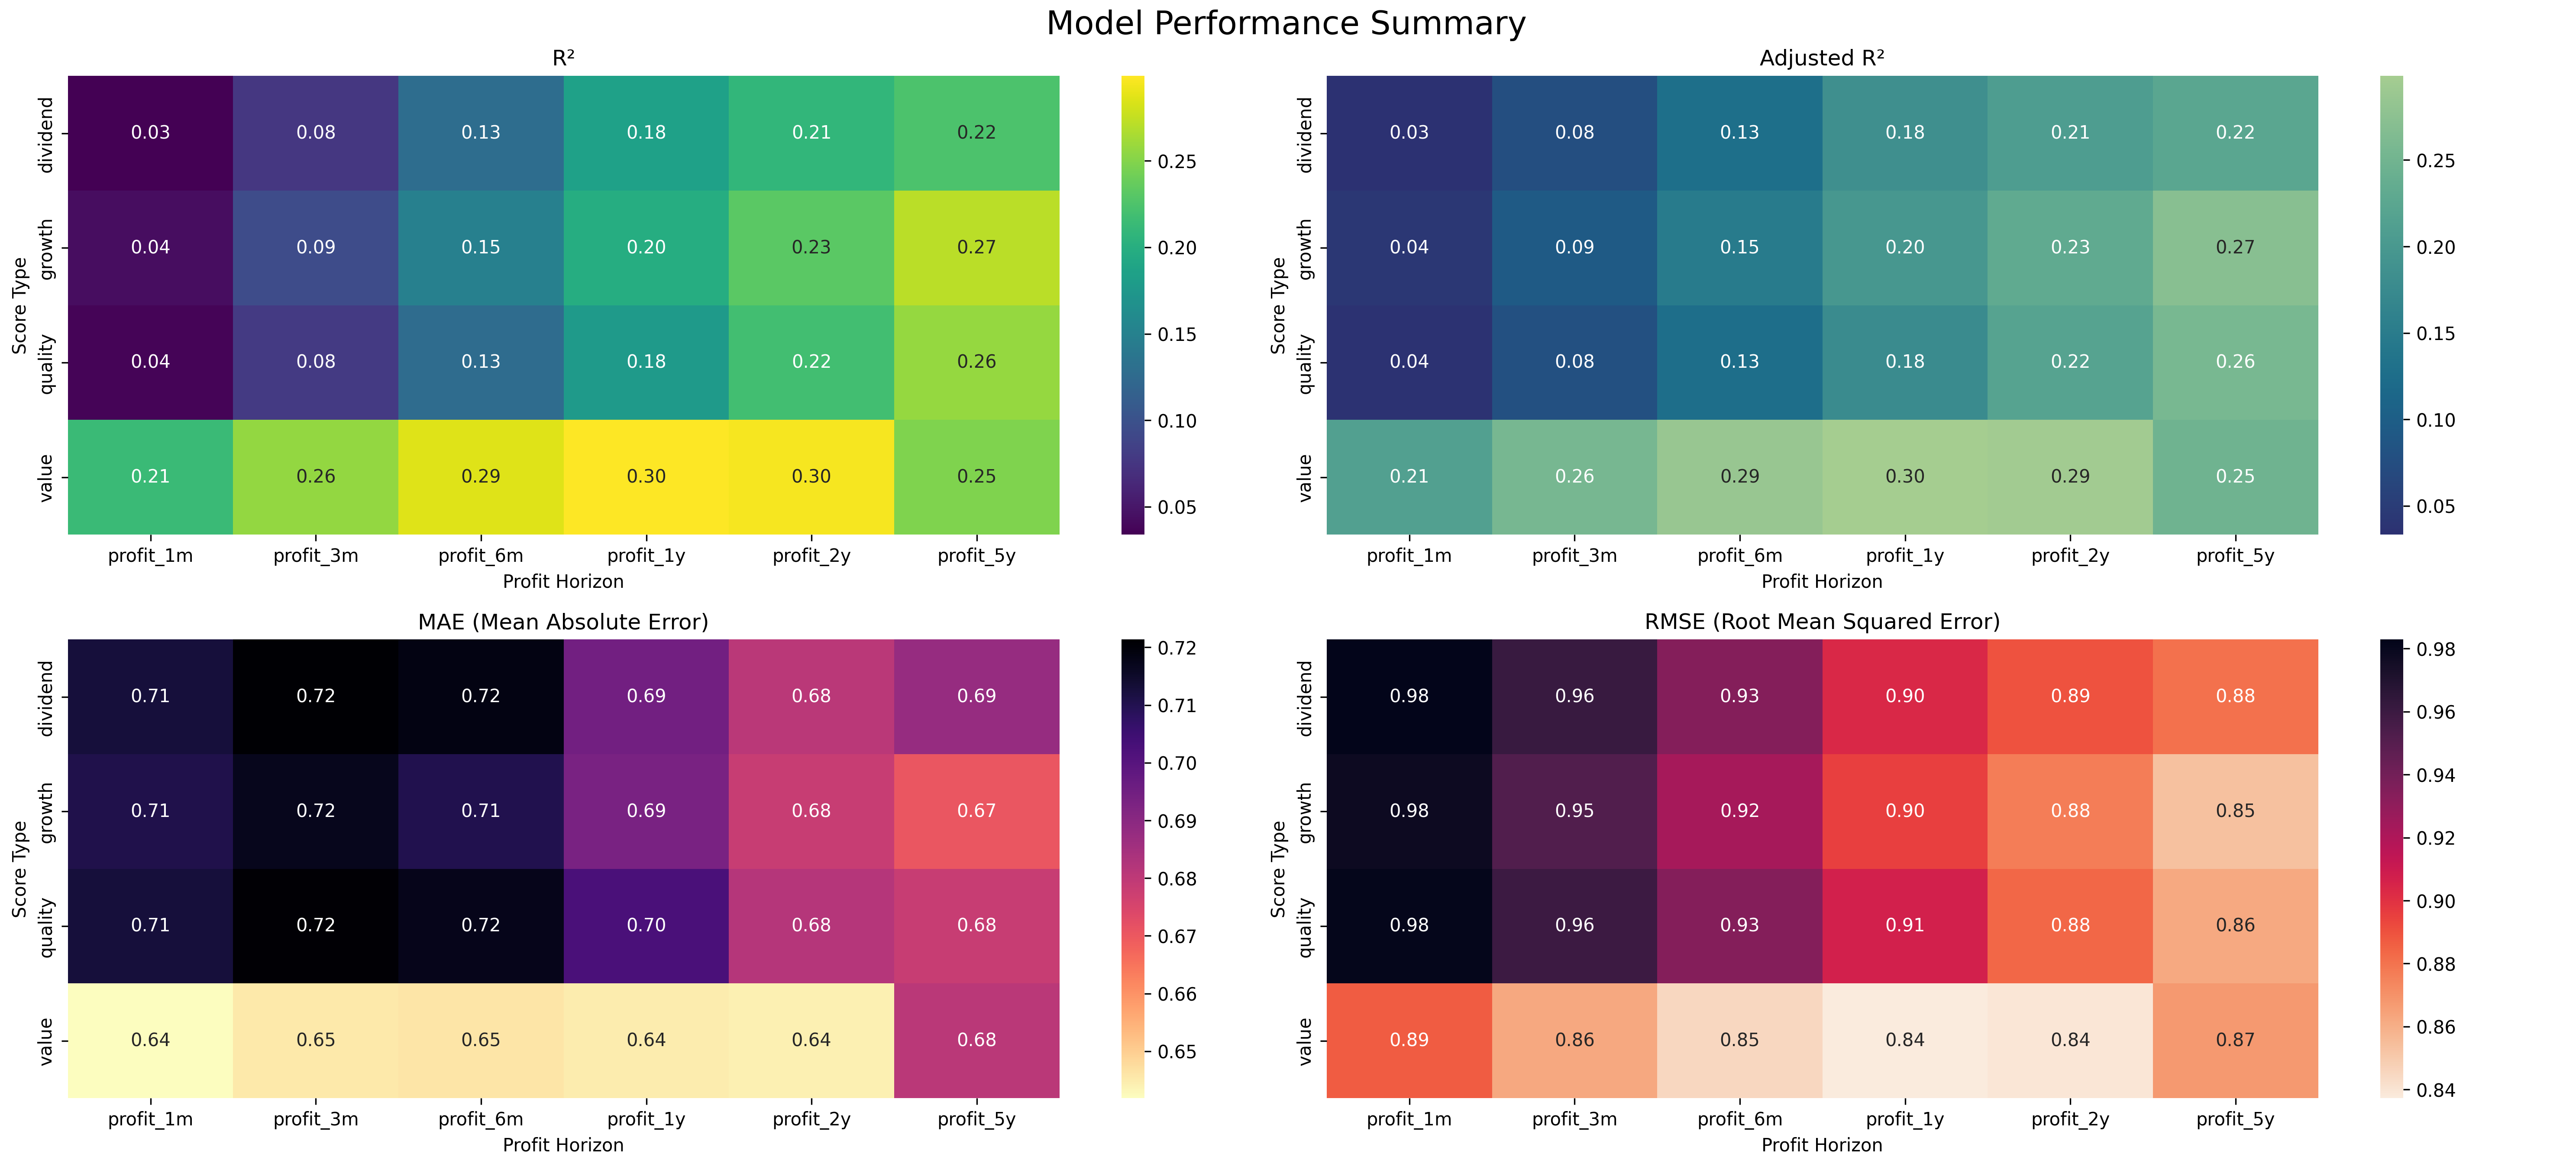 Model Performance Summary
R²
Score Type
dividend 0.03 0.08 0.13 0.18 0.21 0.22
growth 0.04 0.09 0.15 0.20 0.23 0.27
quality 0.04 0.08 0.13 0.18 0.22 0.26
value 0.21 0.26 0.29 0.30 0.30 0.25
profit_1m profit_3m profit_6m profit_1y profit_2y profit_5y
Profit Horizon
0.25
0.20
0.15
0.10
0.05
Adjusted R²
Score Type
dividend 0.03 0.08 0.13 0.18 0.21 0.22
growth 0.04 0.09 0.15 0.20 0.23 0.27
quality 0.04 0.08 0.13 0.18 0.22 0.26
value 0.21 0.26 0.29 0.30 0.29 0.25
profit_1m profit_3m profit_6m profit_1y profit_2y profit_5y
Profit Horizon
0.25
0.20
0.15
0.10
0.05
MAE (Mean Absolute Error)
Score Type
dividend 0.71 0.72 0.72 0.69 0.68 0.69
growth 0.71 0.72 0.71 0.69 0.68 0.67
quality 0.71 0.72 0.72 0.70 0.68 0.68
value 0.64 0.65 0.65 0.64 0.64 0.68
profit_1m profit_3m profit_6m profit_1y profit_2y profit_5y
Profit Horizon
0.72
0.71
0.70
0.69
0.68
0.67
0.66
0.65
RMSE (Root Mean Squared Error)
Score Type
dividend 0.98 0.96 0.93 0.90 0.89 0.88
growth 0.98 0.95 0.92 0.90 0.88 0.85
quality 0.98 0.96 0.93 0.91 0.88 0.86
value 0.89 0.86 0.85 0.84 0.84 0.87
profit_1m profit_3m profit_6m profit_1y profit_2y profit_5y
Profit Horizon
0.98
0.96
0.94
0.92
0.90
0.88
0.86
0.84